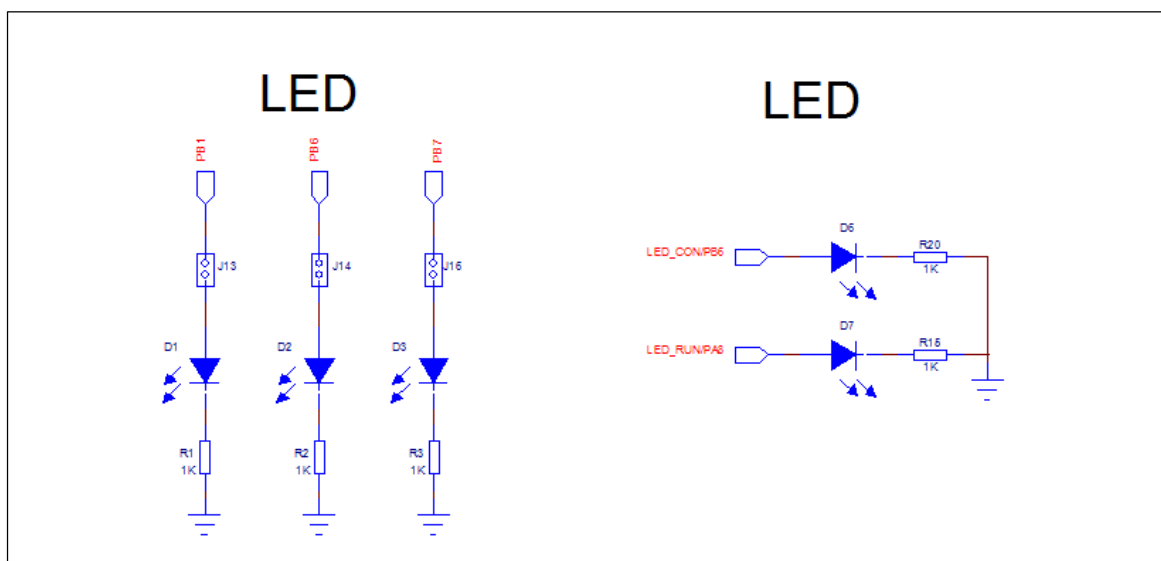 LED
PB1
PB6
PB7
J13
J14
J15
D1
D2
D3
R1
1K
R2
1K
R3
1K
LED
LED_CON/PB6
D6
R20
1K
LED_RUN/PA8
D7
R15
1K